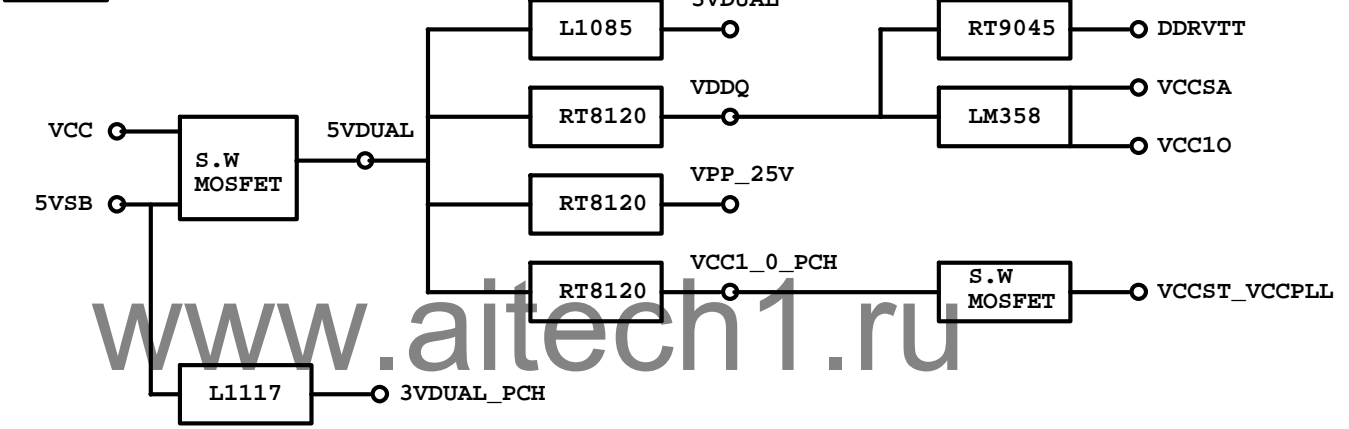 L1085
RT9045
DDRVTT
VDDQ
VCCSA
RT8120
LM358
VCC
5VDUAL
VCC1O
S.W
MOSFET
VPP_25V
5VSB
RT8120
VCC1_0_PCH
S.W
MOSFET
RT8120
VCCST_VCCPLL
www.aitech1.ru
L1117
3VDUAL_PCH